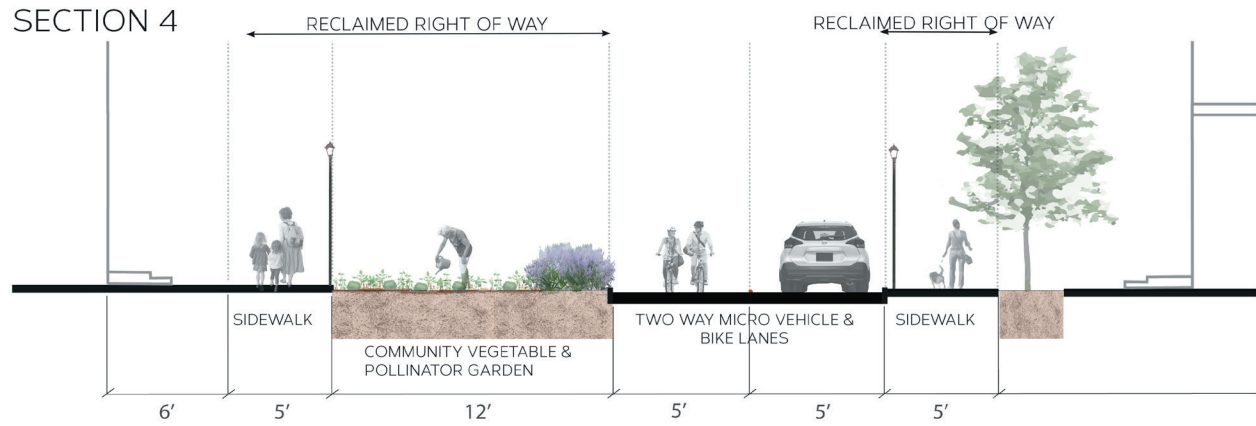 SECTION 4
RECLAIMED RIGHT OF WAY
RECLAIMED RIGHT OF WAY
SIDEWALK
COMMUNITY VEGETABLE &
POLLINATOR GARDEN
TWO WAY MICRO VEHICLE &
BIKE LANES
SIDEWALK
6’
5’
12’
5’
5’
5’